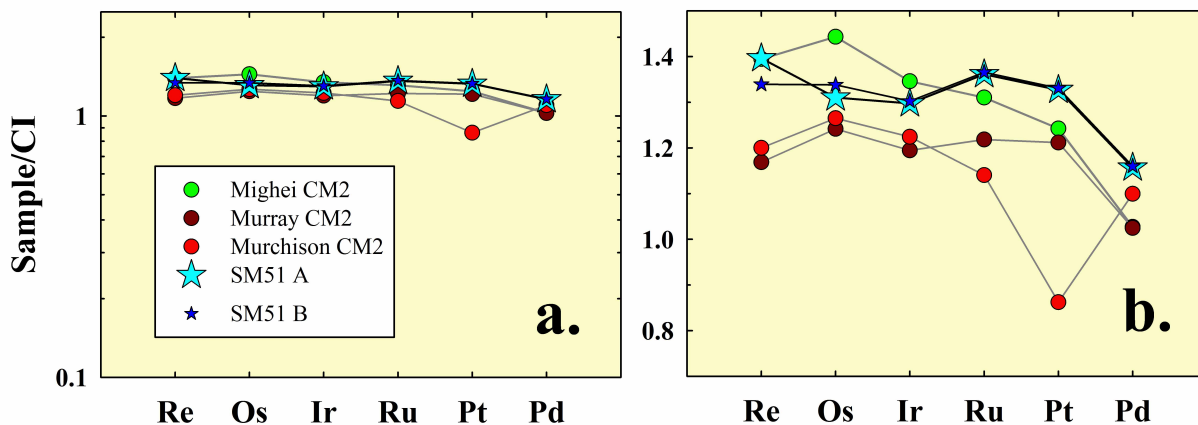 Sample/CI
1
0.1
Mighei CM2
Murray CM2
Murchison CM2
SM51 A
SM51 B
a.
Re Os Ir Ru Pt Pd
1.4
1.2
1.0
0.8
b.
Re Os Ir Ru Pt Pd